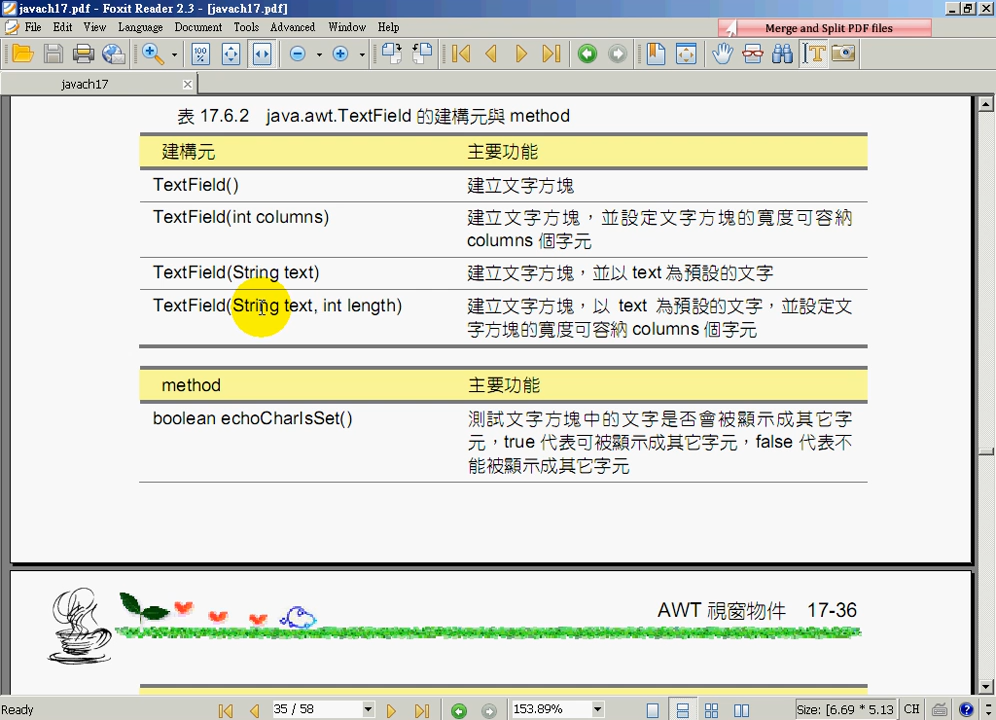 javach17.pdf - Foxit Reader 2.3 - [javach17.pdf]
File Edit View Language Document Tools Advanced Window Help
Merge and Split PDF files
javach17
表 17.6.2 java.awt.TextField 的建構元與 method
建構元 主要功能
TextField() 建立文字方塊
TextField(int columns) 建立文字方塊，並設定文字方塊的寬度可容納
columns 個字元
TextField(String text) 建立文字方塊，並以 text 為預設的文字
TextField(String text, int length) 建立文字方塊，以 text 為預設的文字，並設定文
字方塊的寬度可容納 columns 個字元
method 主要功能
boolean echoCharIsSet() 測試文字方塊中的文字是否會被顯示成其它字
元，true 代表可被顯示成其它字元，false 代表不
能被顯示成其它字元
AWT 視窗物件 17-36
Ready 35 / 58 153.89% Size: [6.69 * 5.13 CH